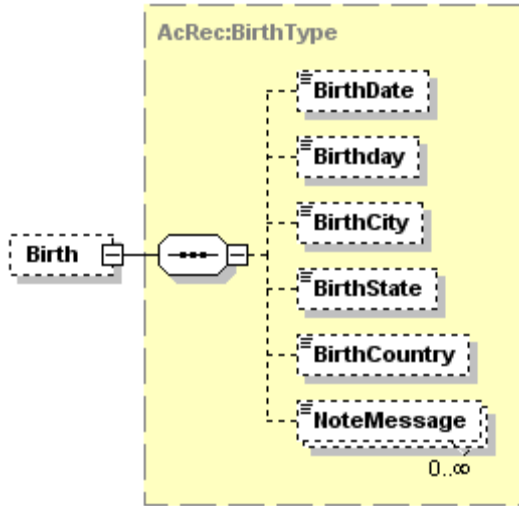 AcRec:BirthType
BirthDate
Birthday
BirthCity
Birth
BirthState
BirthCountry
NoteMessage
0..∞